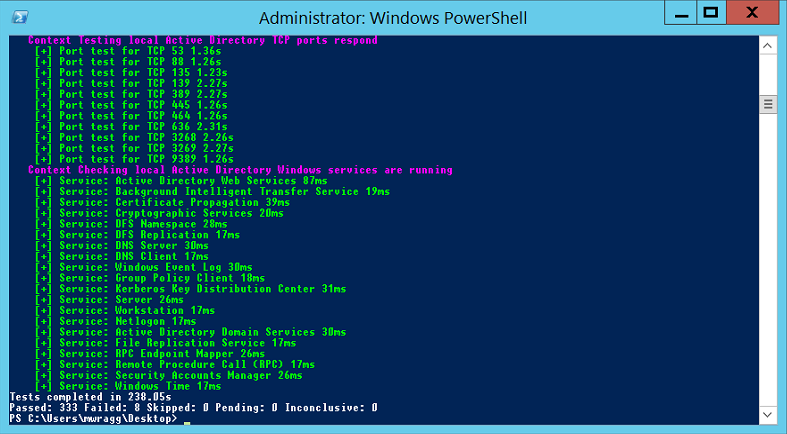 Administrator: Windows PowerShell
Context Testing local Active Directory TCP ports respond
[+] Port test for TCP 53 1.36s
[+] Port test for TCP 88 1.26s
[+] Port test for TCP 135 1.23s
[+] Port test for TCP 139 2.27s
[+] Port test for TCP 389 2.27s
[+] Port test for TCP 445 1.26s
[+] Port test for TCP 464 1.26s
[+] Port test for TCP 636 2.31s
[+] Port test for TCP 3268 2.26s
[+] Port test for TCP 3269 2.27s
[+] Port test for TCP 9389 1.26s
Context Checking local Active Directory Windows services are running
[+] Service: Active Directory Web Services 87ms
[+] Service: Background Intelligent Transfer Service 19ms
[+] Service: Certificate Propagation 39ms
[+] Service: Cryptographic Services 20ms
[+] Service: DFS Namespace 28ms
[+] Service: DFS Replication 17ms
[+] Service: DNS Server 30ms
[+] Service: DNS Client 17ms
[+] Service: Windows Event Log 30ms
[+] Service: Group Policy Client 18ms
[+] Service: Kerberos Key Distribution Center 31ms
[+] Service: Server 26ms
[+] Service: Workstation 17ms
[+] Service: Netlogon 17ms
[+] Service: Active Directory Domain Services 30ms
[+] Service: File Replication Service 17ms
[+] Service: RPC Endpoint Mapper 26ms
[+] Service: Remote Procedure Call (RPC) 17ms
[+] Service: Security Accounts Manager 26ms
[+] Service: Windows Time 17ms
Tests completed in 238.05s
Passed: 333 Failed: 8 Skipped: 0 Pending: 0 Inconclusive: 0
PS C:\Users\mwragg\Desktop>